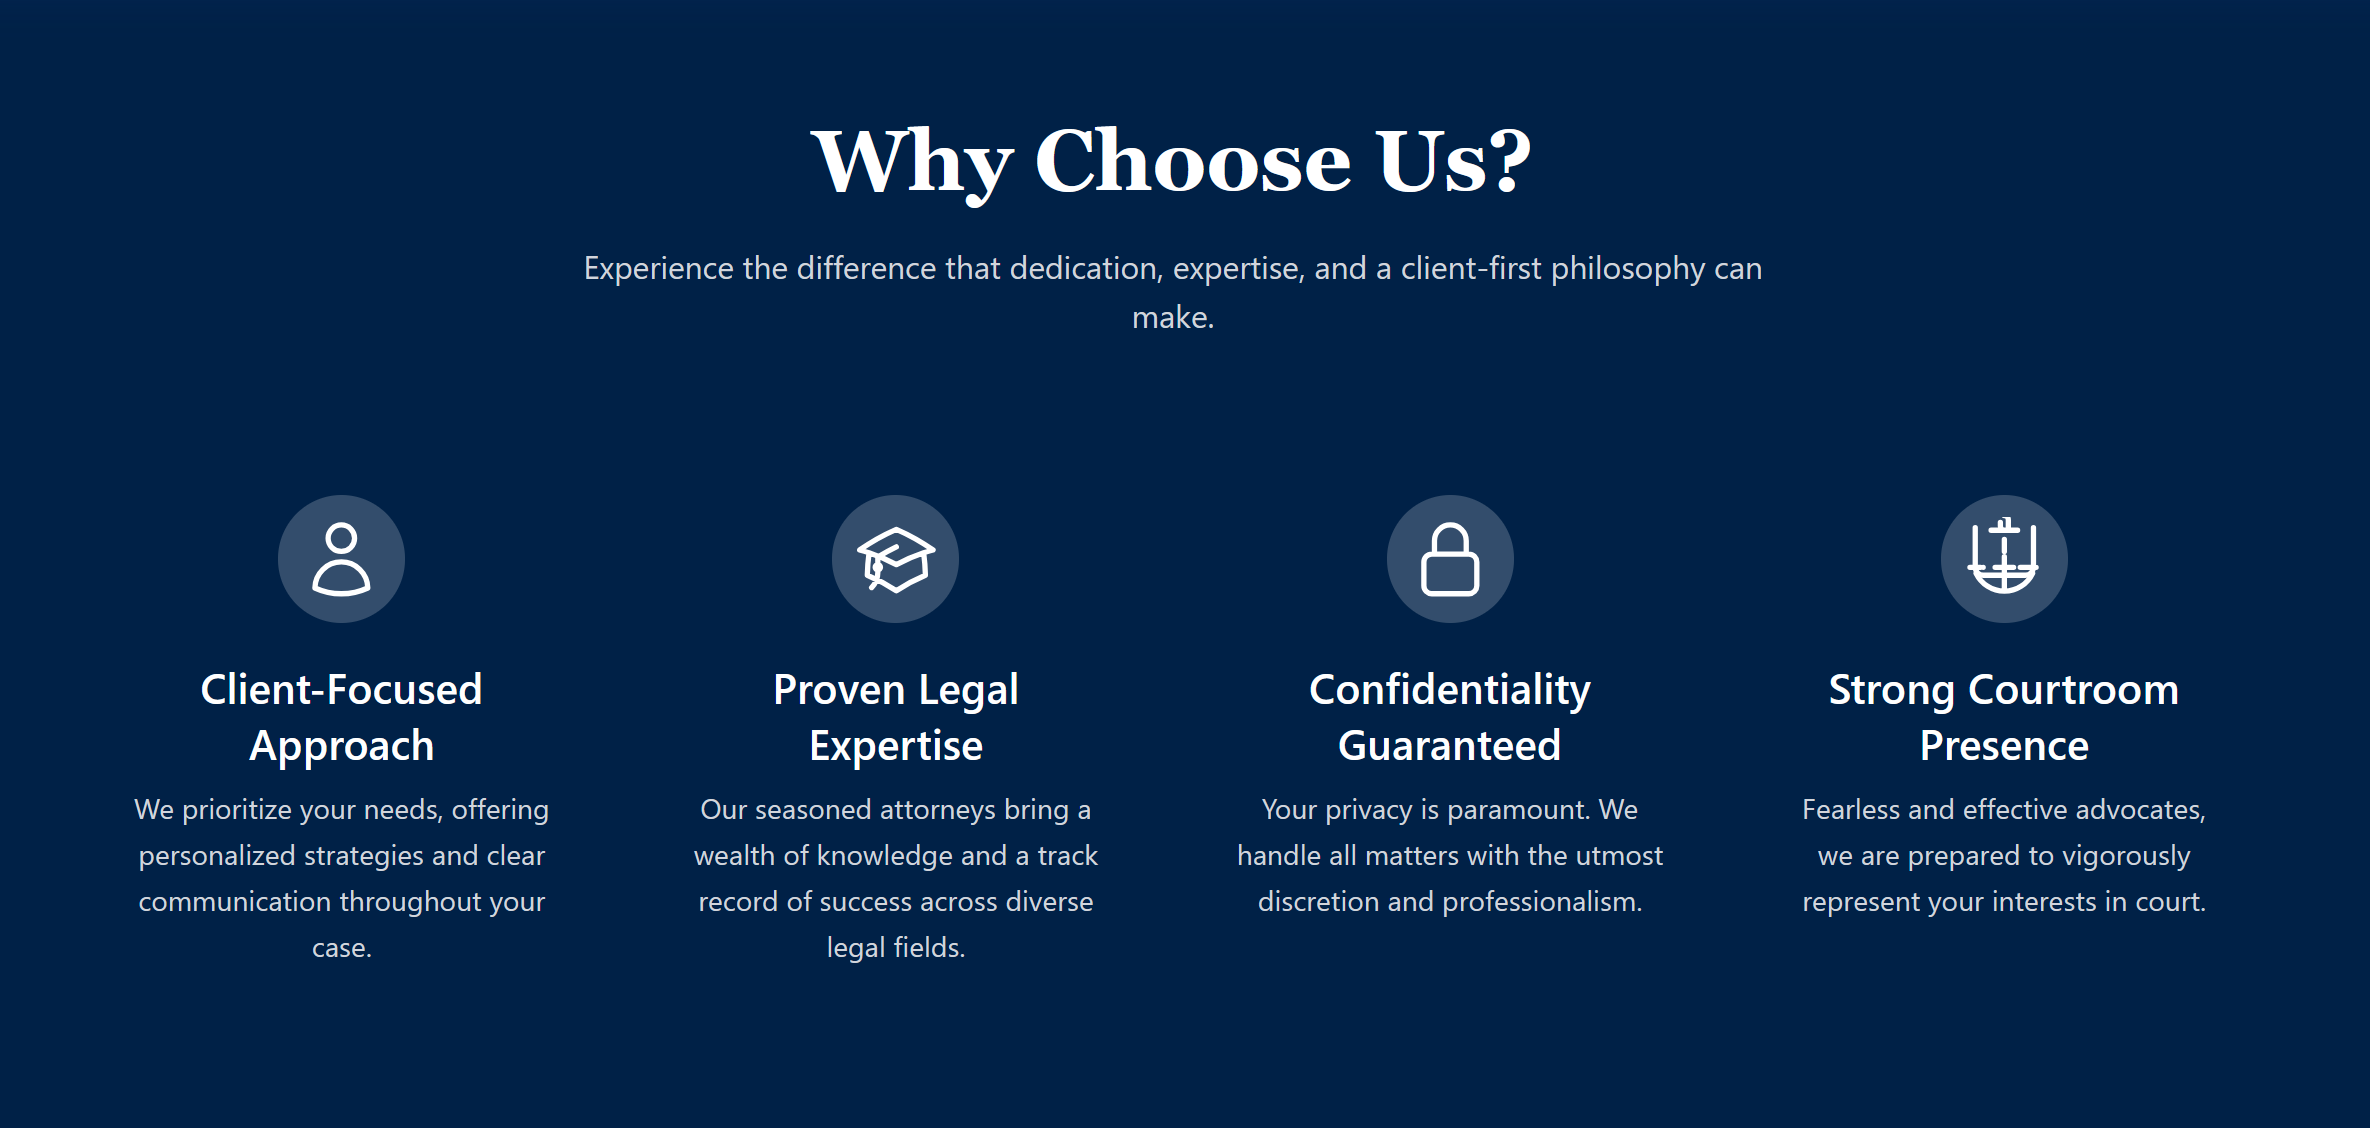 Why Choose Us?
Experience the difference that dedication, expertise, and a client-first philosophy can
make.
Client-Focused
Approach
We prioritize your needs, offering
personalized strategies and clear
communication throughout your
case.
Proven Legal
Expertise
Our seasoned attorneys bring a
wealth of knowledge and a track
record of success across diverse
legal fields.
Confidentiality
Guaranteed
Your privacy is paramount. We
handle all matters with the utmost
discretion and professionalism.
Strong Courtroom
Presence
Fearless and effective advocates,
we are prepared to vigorously
represent your interests in court.